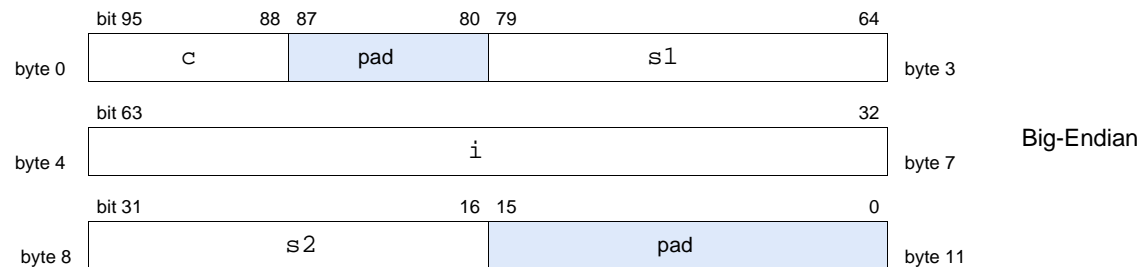 bit 95 88 87 80 79 64
byte 0 c pad s1 byte 3
bit 63 32
byte 4 i byte 7
Big-Endian
bit 31 16 15 0
byte 8 s2 pad byte 11